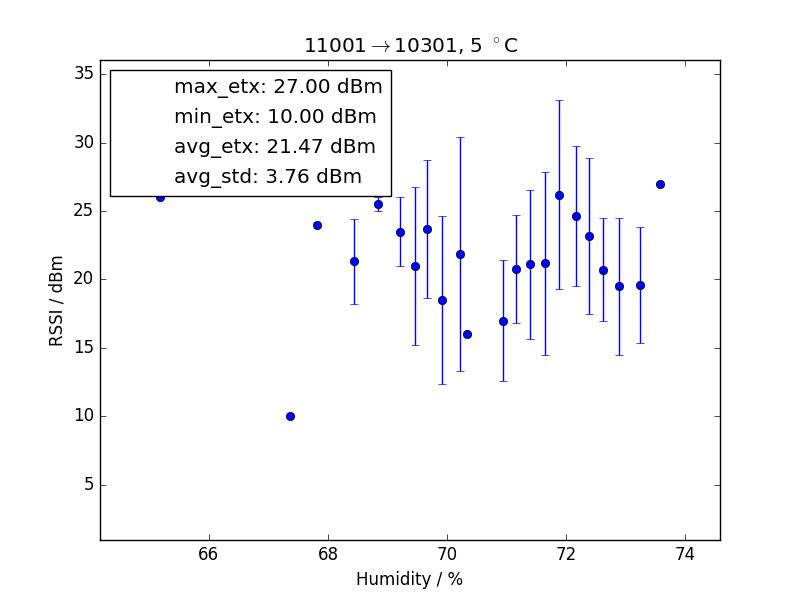 11001→10301, 5 °C
max_etx: 27.00 dBm
min_etx: 10.00 dBm
avg_etx: 21.47 dBm
avg_std: 3.76 dBm
35
30
25
20
15
10
5
RSSI / dBm
66 68 70 72 74
Humidity / %